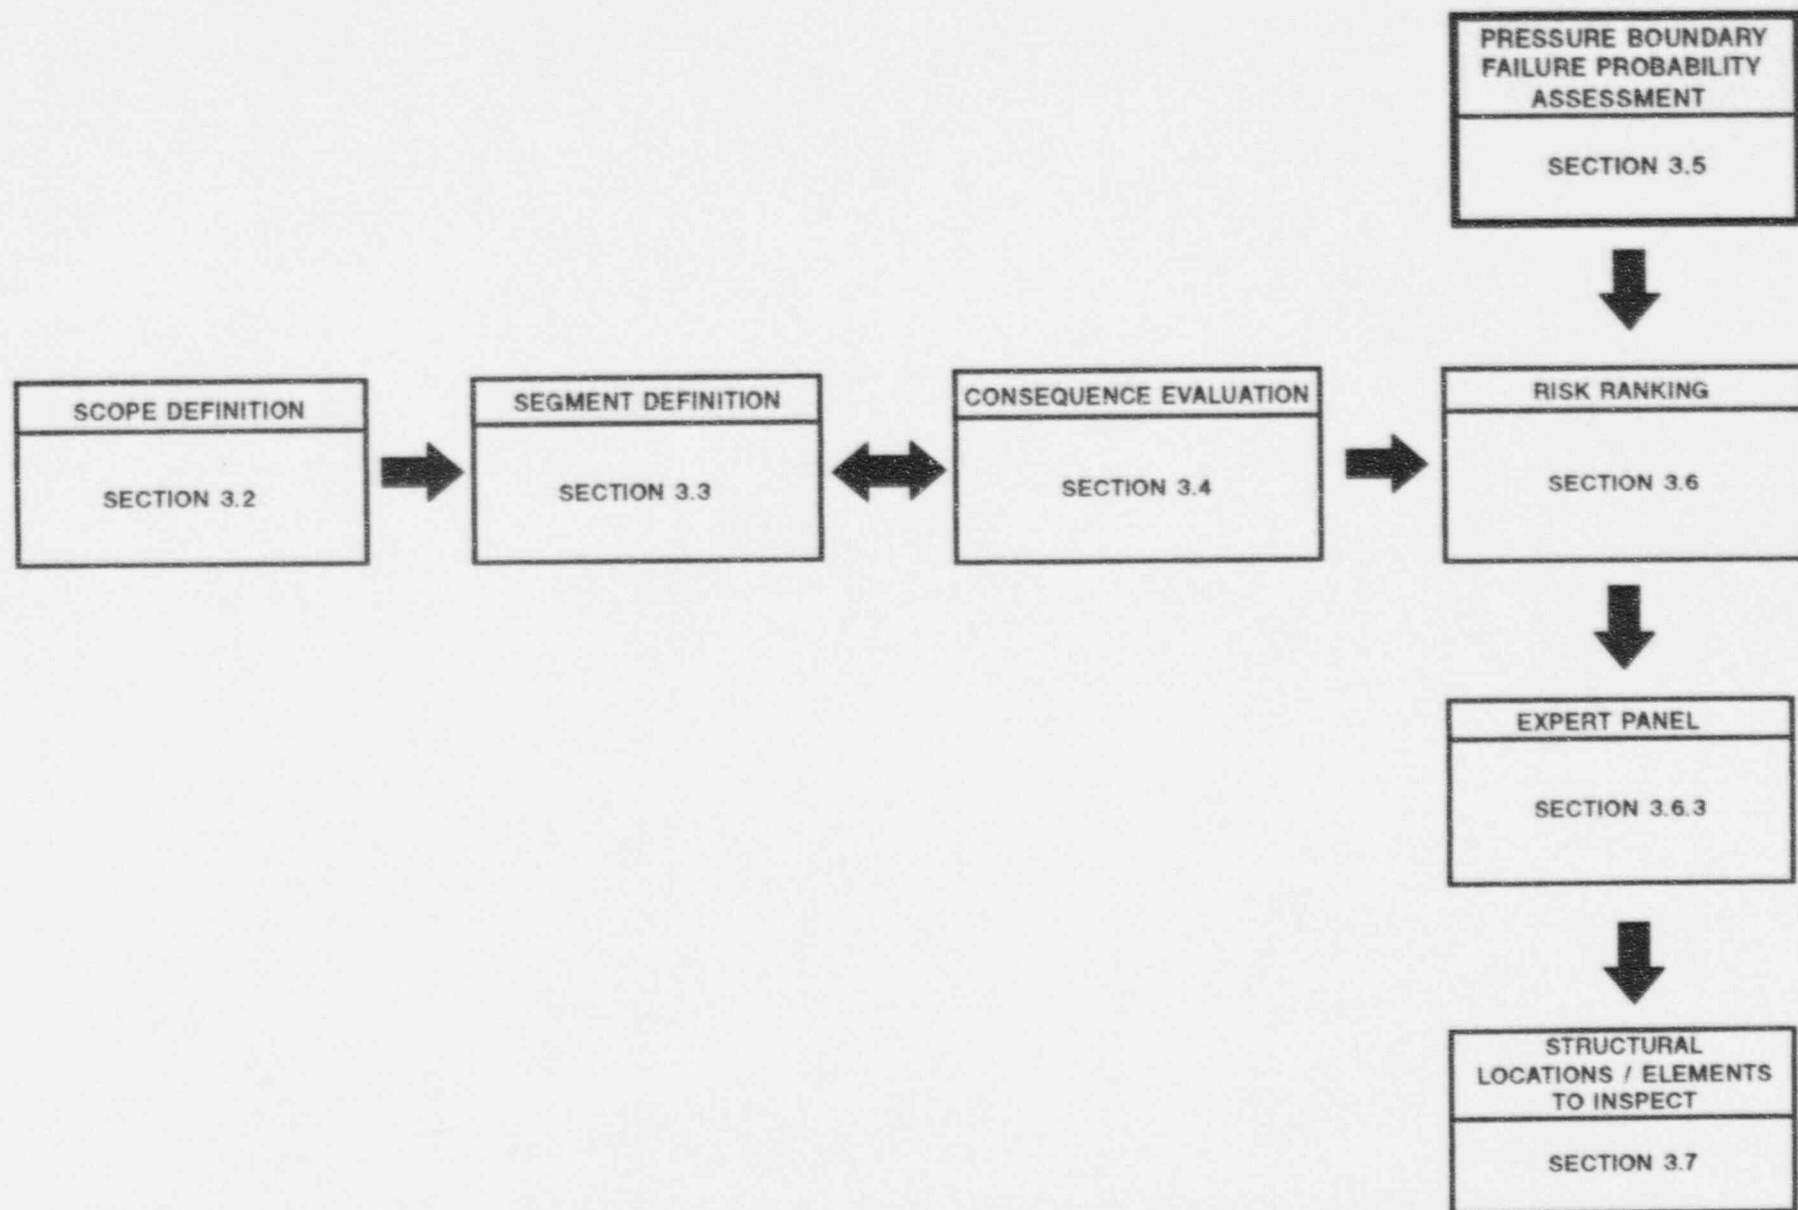 PRESSURE BOUNDARY
FAILURE PROBABILITY
ASSESSMENT
SECTION 3.5
SCOPE DEFINITION
SECTION 3.2
SEGMENT DEFINITION
SECTION 3.3
CONSEQUENCE EVALUATION
SECTION 3.4
RISK RANKING
SECTION 3.6
EXPERT PANEL
SECTION 3.6.3
STRUCTURAL
LOCATIONS / ELEMENTS
TO INSPECT
SECTION 3.7